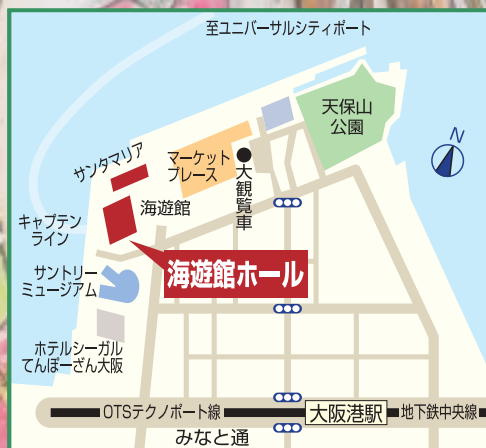 至ユニバーサルシティポート
天保山
公園
N
サンタマリア
マーケット
プレース
大観覧車
海遊館
キャプテン
ライン
海遊館ホール
サントリー
ミュージアム
ホテルシーガル
てんぽーざん大阪
OTSテクノポート線
大阪港駅
地下鉄中央線
みなと通